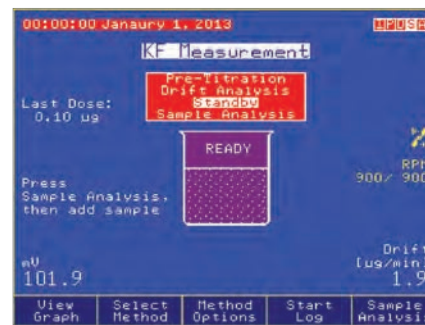 00:00:00 Janaury 1, 2013
KF Measurement
Pre-Titration
Drift Analysis
Standby
Sample Analysis
Last Dose:
0.10 µg
READY
RPM
900/ 900
Press
Sample Analysis,
then add sample
mV
101.9
Drift
[µg/min]
1.9
View Graph
Select Method
Method Options
Start Log
Sample Analysis